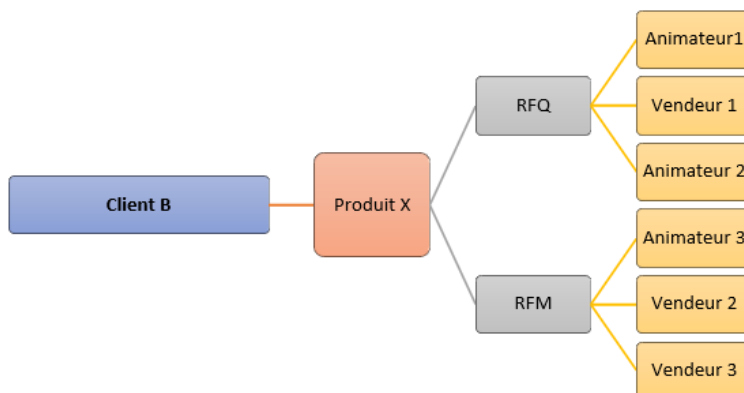 Client B
Produit X
RFQ
Animateur1
Vendeur 1
Animateur 2
RFM
Animateur 3
Vendeur 2
Vendeur 3